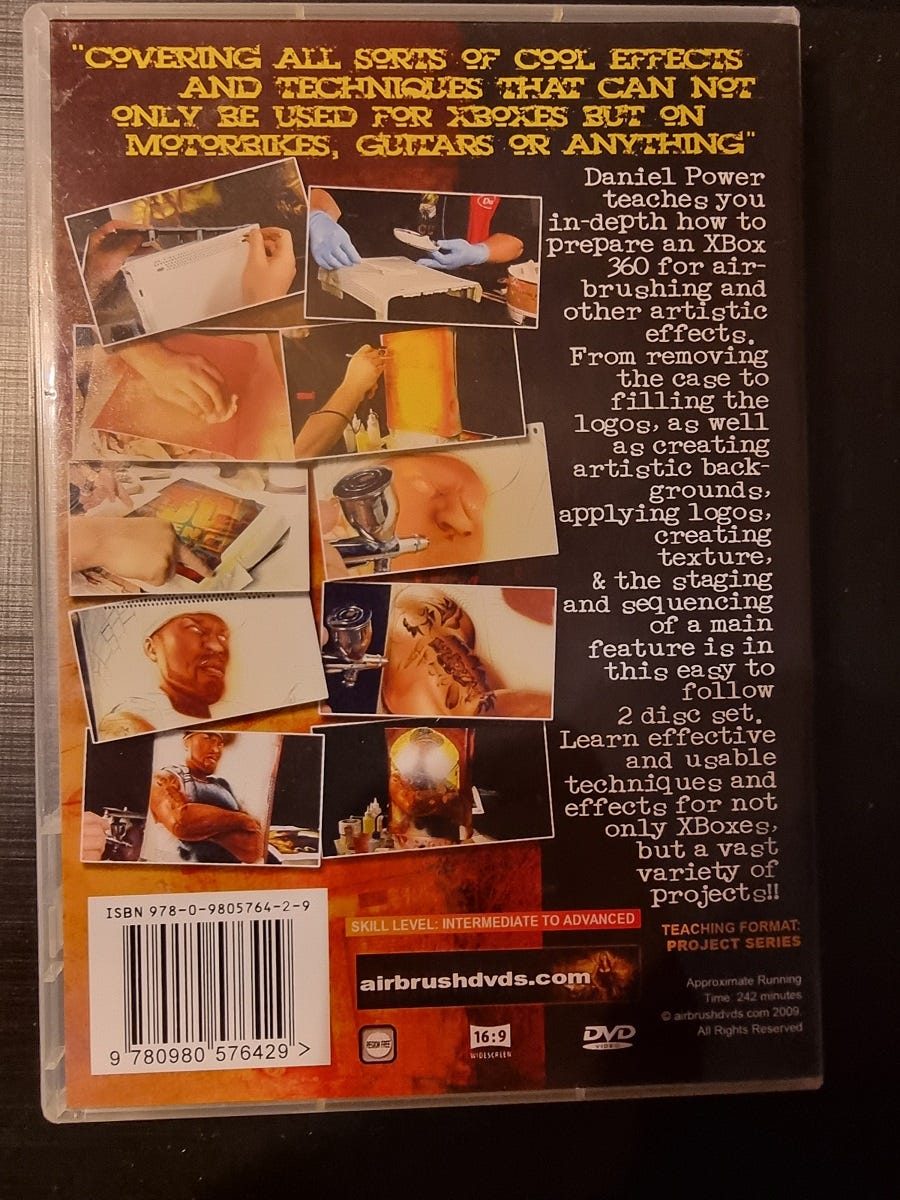 "COVERING ALL SORTS OF COOL EFFECTS
AND TECHNIQUES THAT CAN NOT
ONLY BE USED FOR XBOXES BUT ON
MOTORBIKES, GUITARS OR ANYTHING"
Daniel Power
teaches you
in-depth how to
prepare an XBox
360 for air-
brushing and
other artistic
effects.
From removing
the case to
filling the
logos, as well
as creating
artistic back-
grounds,
applying logos,
creating
texture,
& the staging
and sequencing
of a main
feature is in
this easy to
follow
2 disc set.
Learn effective
and usable
techniques and
effects for not
only XBoxes,
but a vast
variety of
projects!!
ISBN 978-0-9805764-2-9
9 780980 576429 >
SKILL LEVEL: INTERMEDIATE TO ADVANCED
airbrushdvds.com
REGION FREE
16:9
WIDESCREEN
DVD
VIDEO
TEACHING FORMAT:
PROJECT SERIES
Approximate Running
Time. 242 minutes
© airbrushdvds.com 2009.
All Rights Reserved